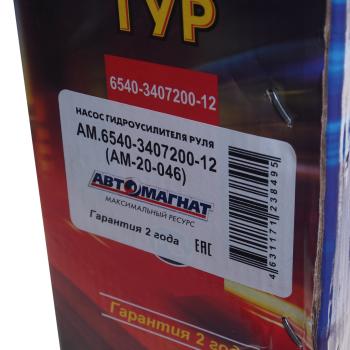 ГУР
6540-3407200-12
НАСОС ГИДРОУСИЛИТЕЛЯ РУЛЯ
АМ.6540-3407200-12
(АМ-20-046)
АВТОМАГНАТ
МАКСИМАЛЬНЫЙ РЕСУРС
Гарантия 2 года
EAC
4631171238495
Гарантия 2 года